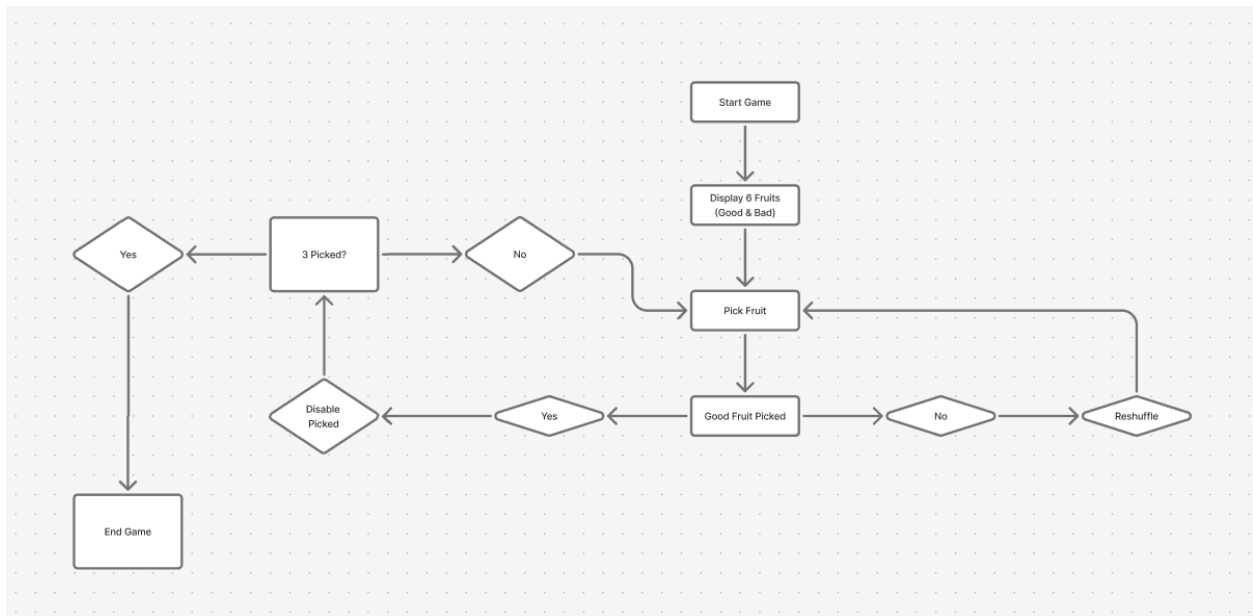 Start Game
Display 6 Fruits
(Good & Bad)
Yes
3 Picked?
No
Pick Fruit
Disable
Picked
Yes
Good Fruit Picked
No
Reshuffle
End Game